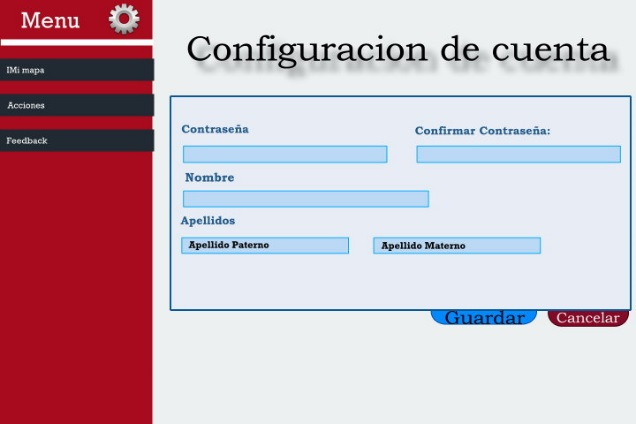 Menu
Configuracion de cuenta
IMi mapa
Acciones
Feedback
Contraseña
Confirmar Contraseña:
Nombre
Apellidos
Apellido Paterno
Apellido Materno
Guardar
Cancelar